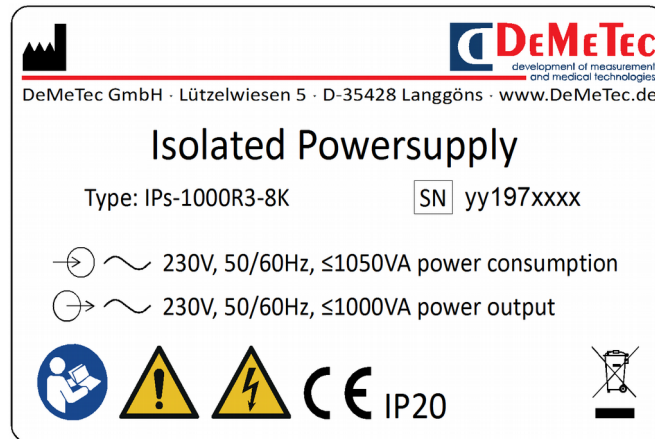 DEMETEC
development of measurement
and medical technologies
DeMeTec GmbH · Lützelwiesen 5 · D-35428 Langgöns · www.DeMeTec.de
Isolated Powersupply
Type: IPs-1000R3-8K
SN yy197xxxx
230V, 50/60Hz, ≤1050VA power consumption
230V, 50/60Hz, ≤1000VA power output
CE IP20